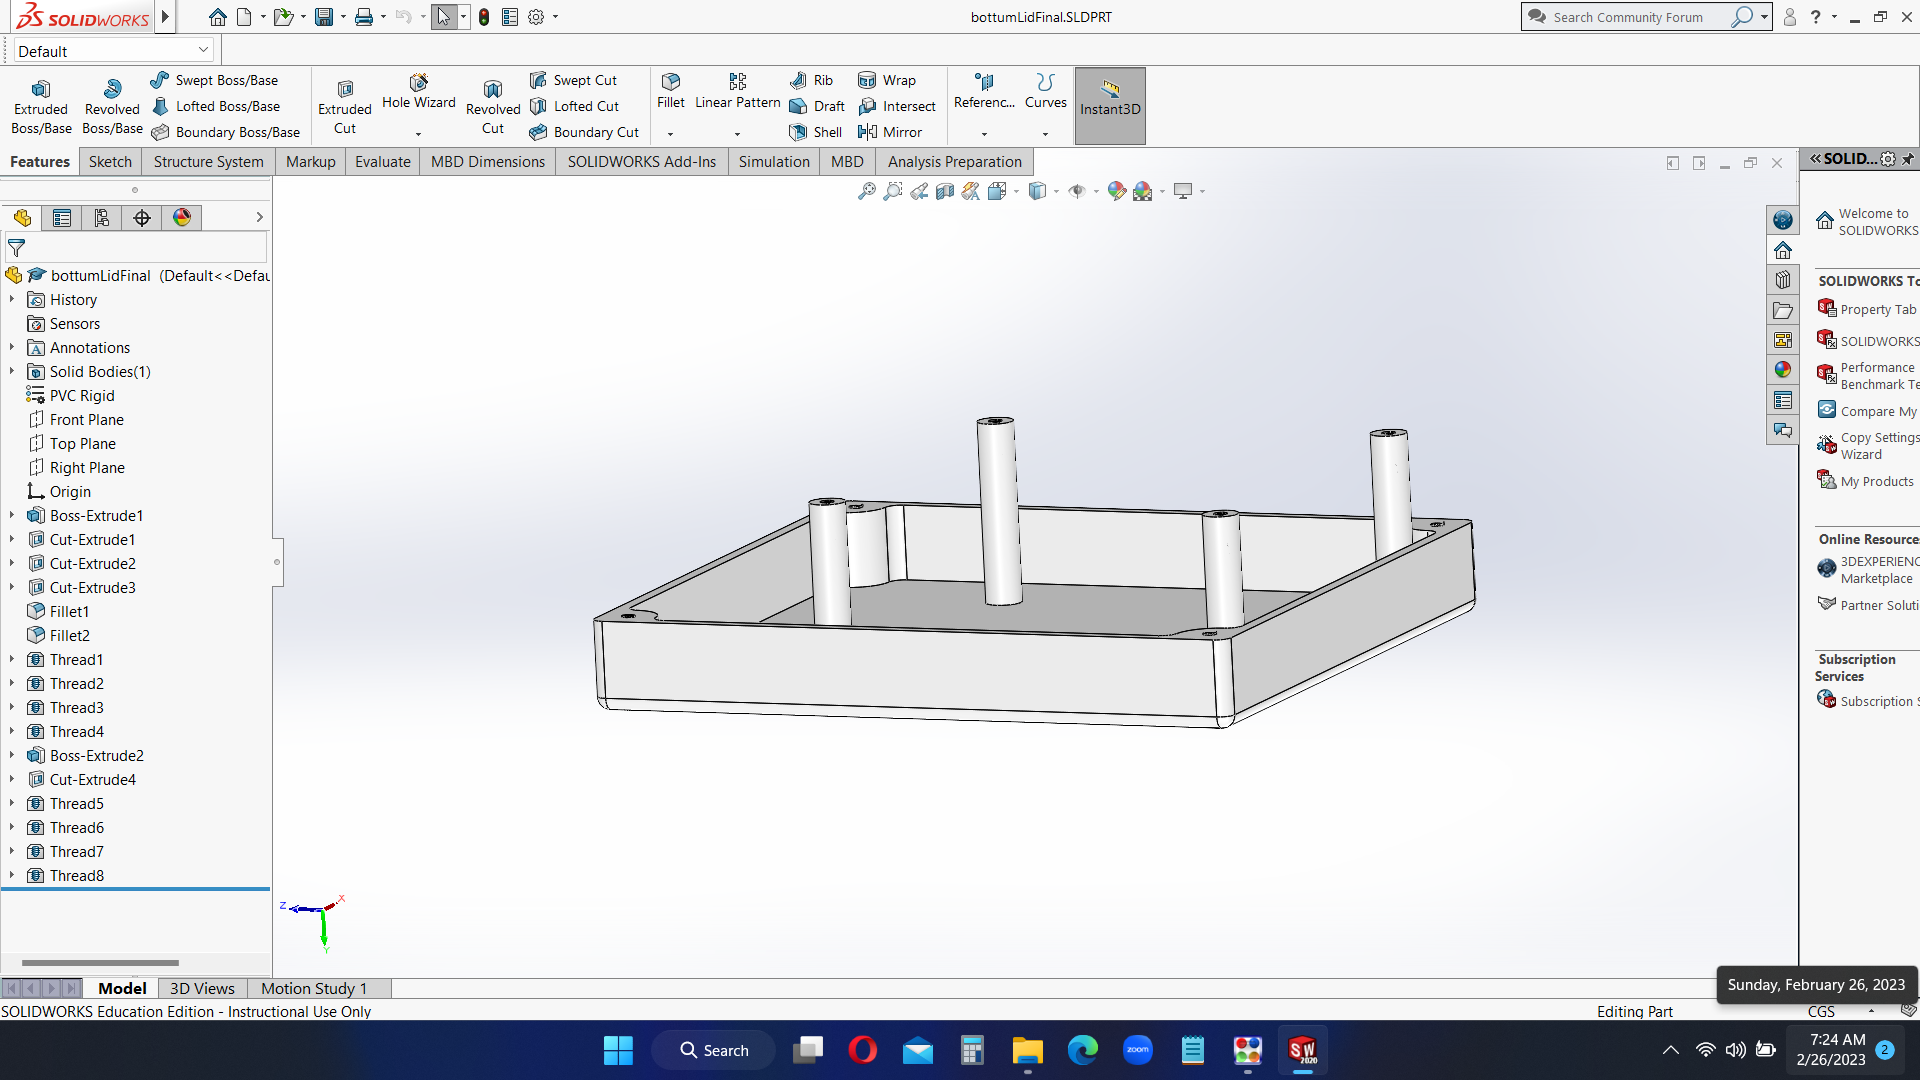 SOLIDWORKS
bottumLidFinal.SLDPRT
Search Community Forum
?
Default
Extruded Boss/Base
Revolved Boss/Base
Swept Boss/Base
Lofted Boss/Base
Boundary Boss/Base
Extruded Cut
Hole Wizard
Revolved Cut
Swept Cut
Lofted Cut
Boundary Cut
Fillet
Linear Pattern
Rib
Draft
Shell
Wrap
Intersect
Mirror
Referenc...
Curves
Instant3D
Features
Sketch
Structure System
Markup
Evaluate
MBD Dimensions
SOLIDWORKS Add-Ins
Simulation
MBD
Analysis Preparation
SOLID...
bottumLidFinal (Default<<Defau
History
Sensors
Annotations
Solid Bodies(1)
PVC Rigid
Front Plane
Top Plane
Right Plane
Origin
Boss-Extrude1
Cut-Extrude1
Cut-Extrude2
Cut-Extrude3
Fillet1
Fillet2
Thread1
Thread2
Thread3
Thread4
Boss-Extrude2
Cut-Extrude4
Thread5
Thread6
Thread7
Thread8
Z
X
Y
Welcome to
SOLIDWORKS
SOLIDWORKS To
Property Tab
SOLIDWORKS
Performance
Benchmark Te
Compare My
Copy Settings
Wizard
My Products
Online Resource
3DEXPERIENC
Marketplace
Partner Soluti
Subscription
Services
Subscription S
Model
3D Views
Motion Study 1
Sunday, February 26, 2023
SOLIDWORKS Education Edition - Instructional Use Only
Editing Part
CGS
Search
zoom
SW
2020
7:24 AM
2/26/2023
2